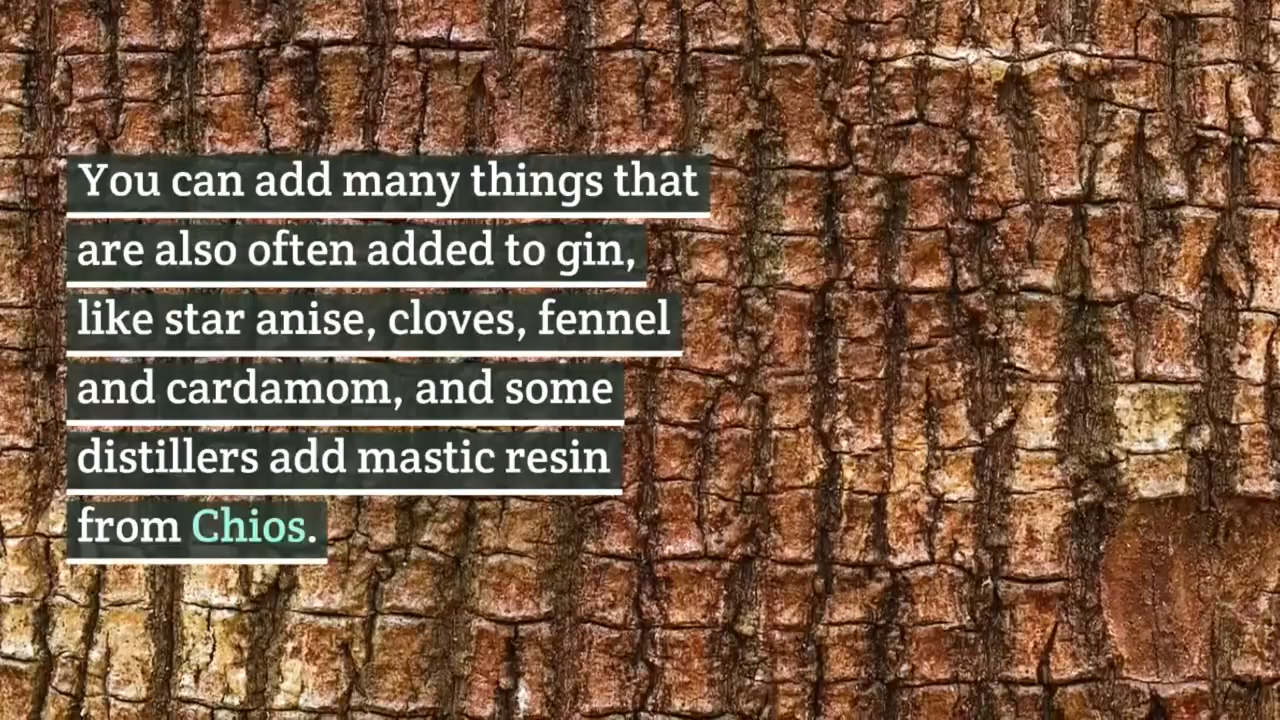 You can add many things that
are also often added to gin,
like star anise, cloves, fennel
and cardamom, and some
distillers add mastic resin
from Chios.